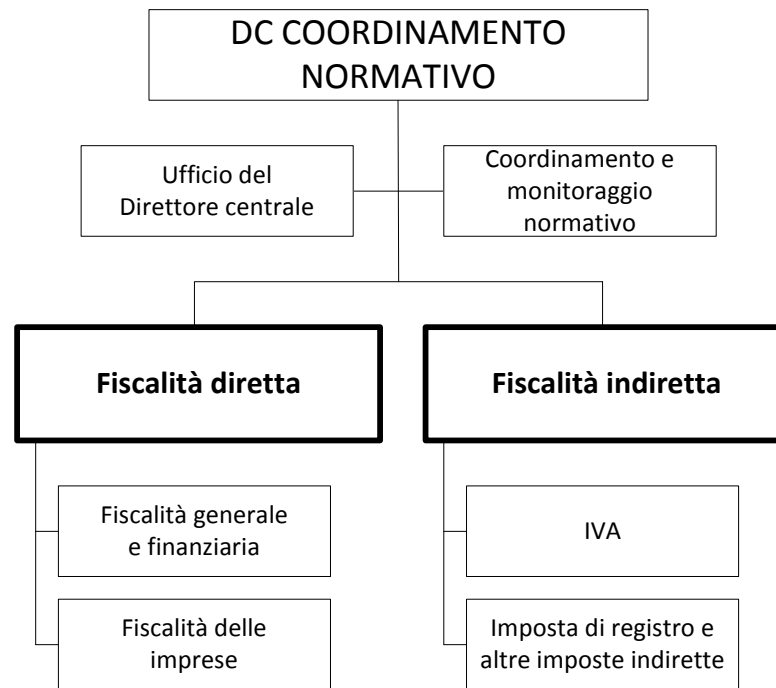 DC COORDINAMENTO
NORMATIVO
Ufficio del
Direttore centrale
Coordinamento e
monitoraggio
normativo
Fiscalità diretta
Fiscalità indiretta
Fiscalità generale
e finanziaria
IVA
Fiscalità delle
imprese
Imposta di registro e
altre imposte indirette